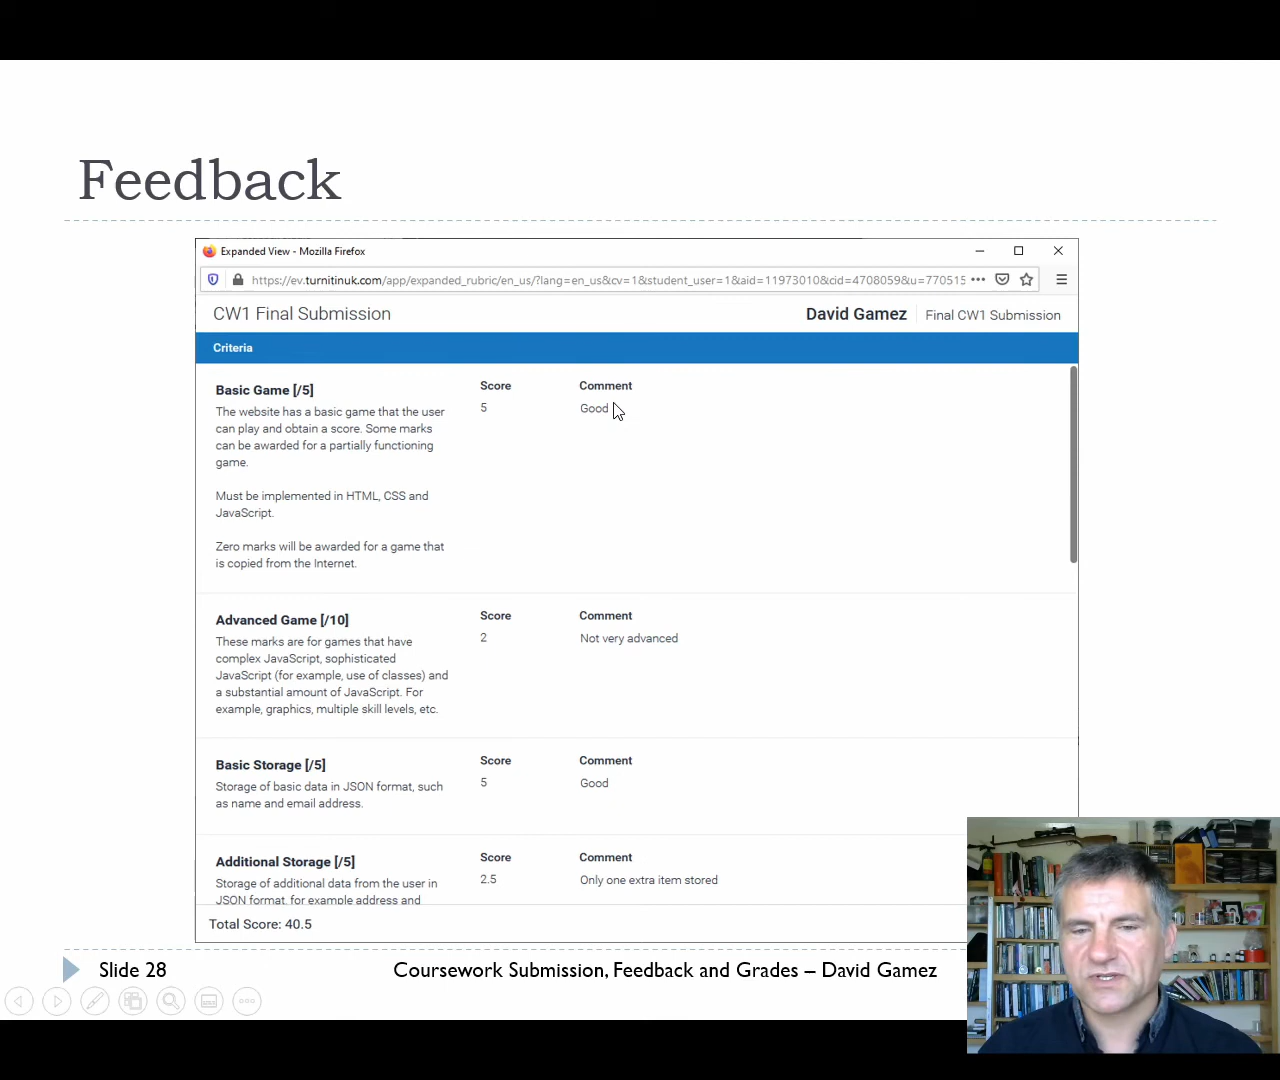 Feedback
Expanded View - Mozilla Firefox
https://ev.turnitinuk.com/app/expanded_rubric/en_us/?lang=en_us&cv=1&student_user=1&aid=11973010&cid=4708059&u=770515
CW1 Final Submission
David Gamez
Final CW1 Submission
Criteria
Basic Game [/5]
The website has a basic game that the user
can play and obtain a score. Some marks
can be awarded for a partially functioning
game.
Must be implemented in HTML, CSS and
JavaScript.
Zero marks will be awarded for a game that
is copied from the Internet.
Score
5
Comment
Good
Advanced Game [/10]
These marks are for games that have
complex JavaScript, sophisticated
JavaScript (for example, use of classes) and
a substantial amount of JavaScript. For
example, graphics, multiple skill levels, etc.
Score
2
Comment
Not very advanced
Basic Storage [/5]
Storage of basic data in JSON format, such
as name and email address.
Score
5
Comment
Good
Additional Storage [/5]
Storage of additional data from the user in
JSON format, for example address and
Score
2.5
Comment
Only one extra item stored
Total Score: 40.5
Slide 28
Coursework Submission, Feedback and Grades – David Gamez